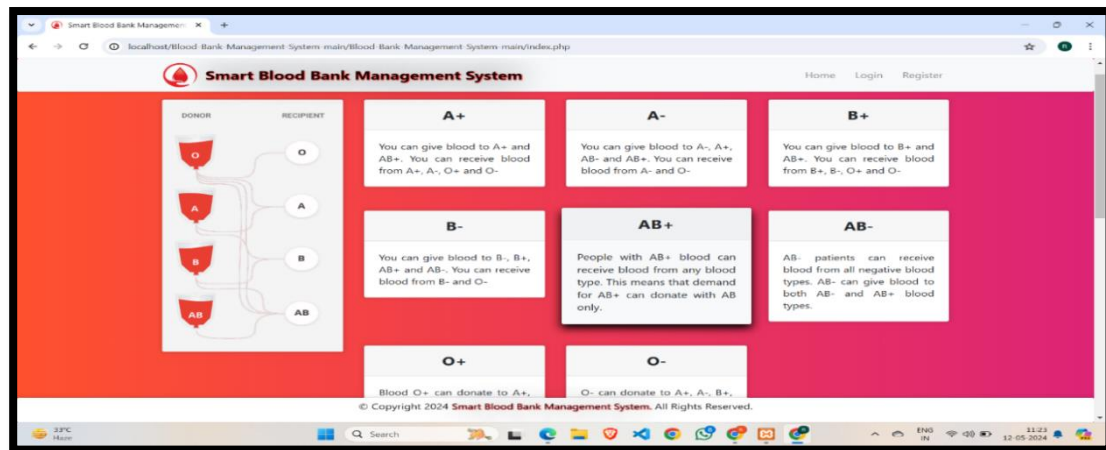 Smart Blood Bank Managemen
localhost/Blood-Bank-Management-System-main/Blood-Bank-Management-System-main/index.php
Smart Blood Bank Management System
Home Login Register
DONOR RECIPIENT
O O
A A
B B
AB AB
A+
You can give blood to A+ and
AB+. You can receive blood
from A+, A-, O+ and O-
A-
You can give blood to A-, A+,
AB- and AB+. You can receive
blood from A- and O-
B+
You can give blood to B+ and
AB+. You can receive blood
from B+, B-, O+ and O-
B-
You can give blood to B-, B+,
AB+ and AB-. You can receive
blood from B- and O-
AB+
People with AB+ blood can
receive blood from any blood
type. This means that demand
for AB+ can donate with AB
only.
AB-
AB- patients can receive
blood from all negative blood
types. AB- can give blood to
both AB- and AB+ blood
types.
O+
Blood O+ can donate to A+,
O-
O- can donate to A+, A-, B+,
© Copyright 2024 Smart Blood Bank Management System. All Rights Reserved.
33°C
Haze
Search
ENG
IN
11:23
12-05-2024